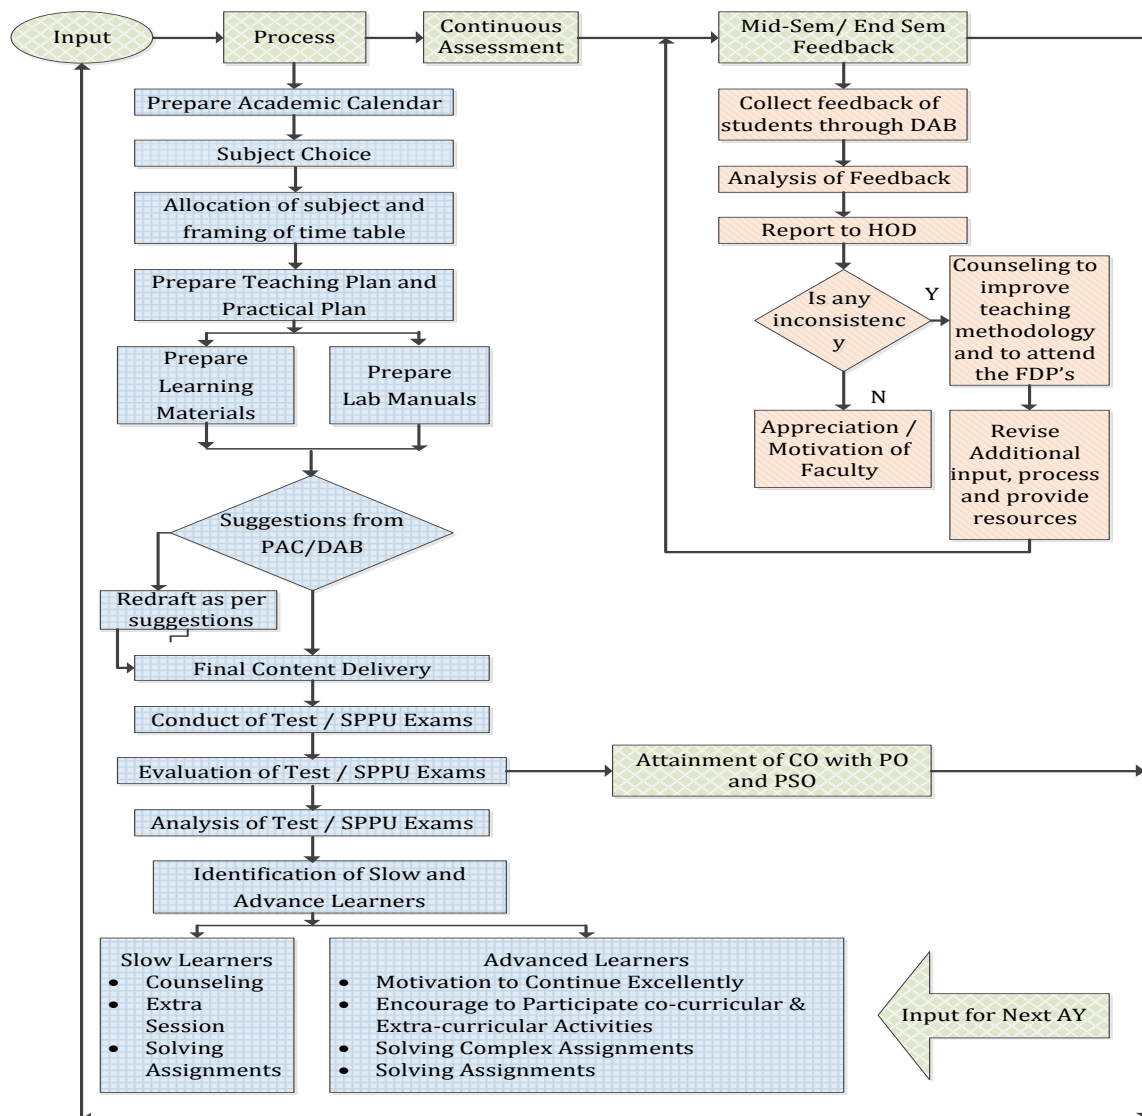 Input
Process
Continuous
Assessment
Mid-Sem/ End Sem
Feedback
Prepare Academic Calendar
Subject Choice
Allocation of subject and
framing of time table
Prepare Teaching Plan and
Practical Plan
Prepare
Learning
Materials
Prepare
Lab Manuals
Suggestions from
PAC/DAB
Redraft as per
suggestions
Final Content Delivery
Conduct of Test / SPPU Exams
Evaluation of Test / SPPU Exams
Analysis of Test / SPPU Exams
Identification of Slow and
Advance Learners
Slow Learners
• Counseling
• Extra
Session
• Solving
Assignments
Advanced Learners
• Motivation to Continue Excellently
• Encourage to Participate co-curricular &
Extra-curricular Activities
• Solving Complex Assignments
• Solving Assignments
Collect feedback of
students through DAB
Analysis of Feedback
Report to HOD
Is any
inconsistenc
y
Y
N
Counseling to
improve
teaching
methodology
and to attend
the FDP's
Appreciation /
Motivation of
Faculty
Revise
Additional
input, process
and provide
resources
Attainment of CO with PO
and PSO
Input for Next AY